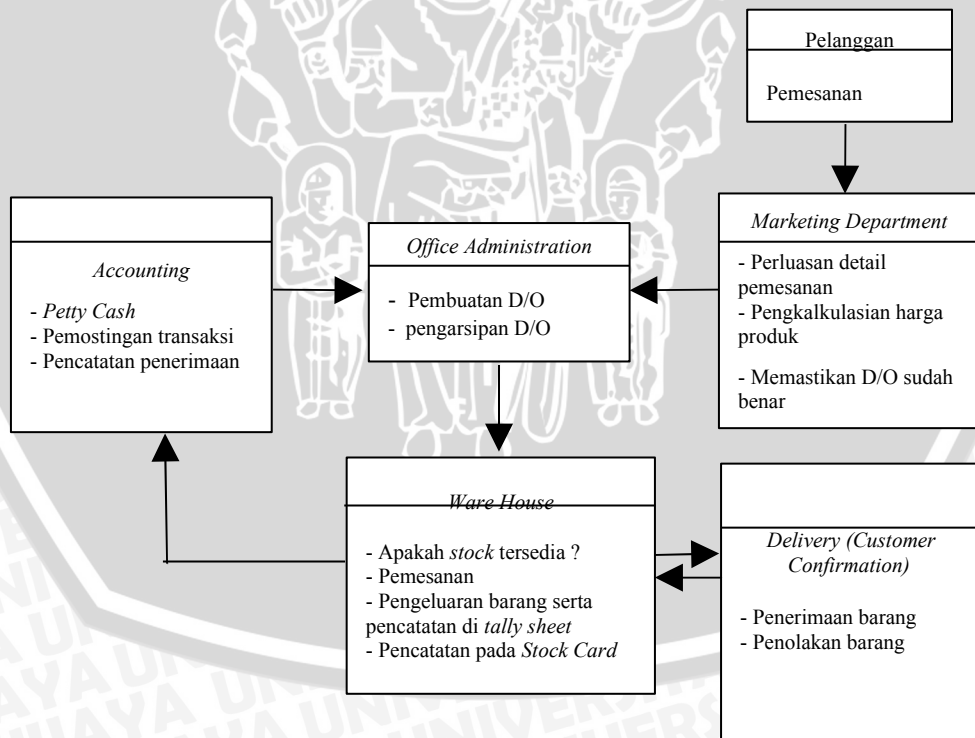 Pelanggan
Pemesanan
Marketing Department
- Perluasan detail
pemesanan
- Pengkalkulasian harga
produk
- Memastikan D/O sudah
benar
Office Administration
- Pembuatan D/O
- pengarsipan D/O
Accounting
- Petty Cash
- Pemostingan transaksi
- Pencatatan penerimaan
Ware House
- Apakah stock tersedia ?
- Pemesanan
- Pengeluaran barang serta
pencatatan di tally sheet
- Pencatatan pada Stock Card
Delivery (Customer
Confirmation)
- Penerimaan barang
- Penolakan barang